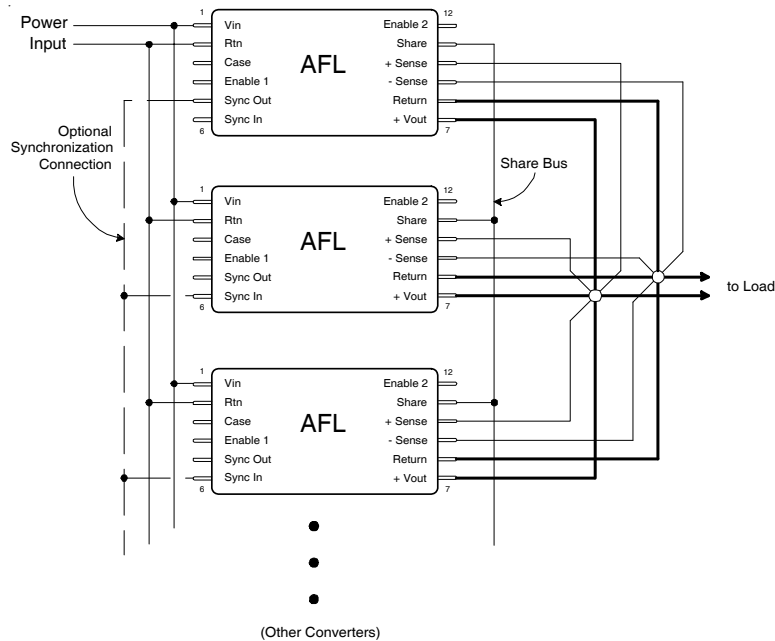 Power
Input
Optional
Synchronization
Connection
1
Vin
Rtn
Case
Enable 1
Sync Out
Sync In
6
AFL
12
Enable 2
Share
+ Sense
- Sense
Return
+ Vout
7
Share Bus
1
Vin
Rtn
Case
Enable 1
Sync Out
Sync In
6
AFL
12
Enable 2
Share
+ Sense
- Sense
Return
+ Vout
7
to Load
1
Vin
Rtn
Case
Enable 1
Sync Out
Sync In
6
AFL
12
Enable 2
Share
+ Sense
- Sense
Return
+ Vout
7
(Other Converters)